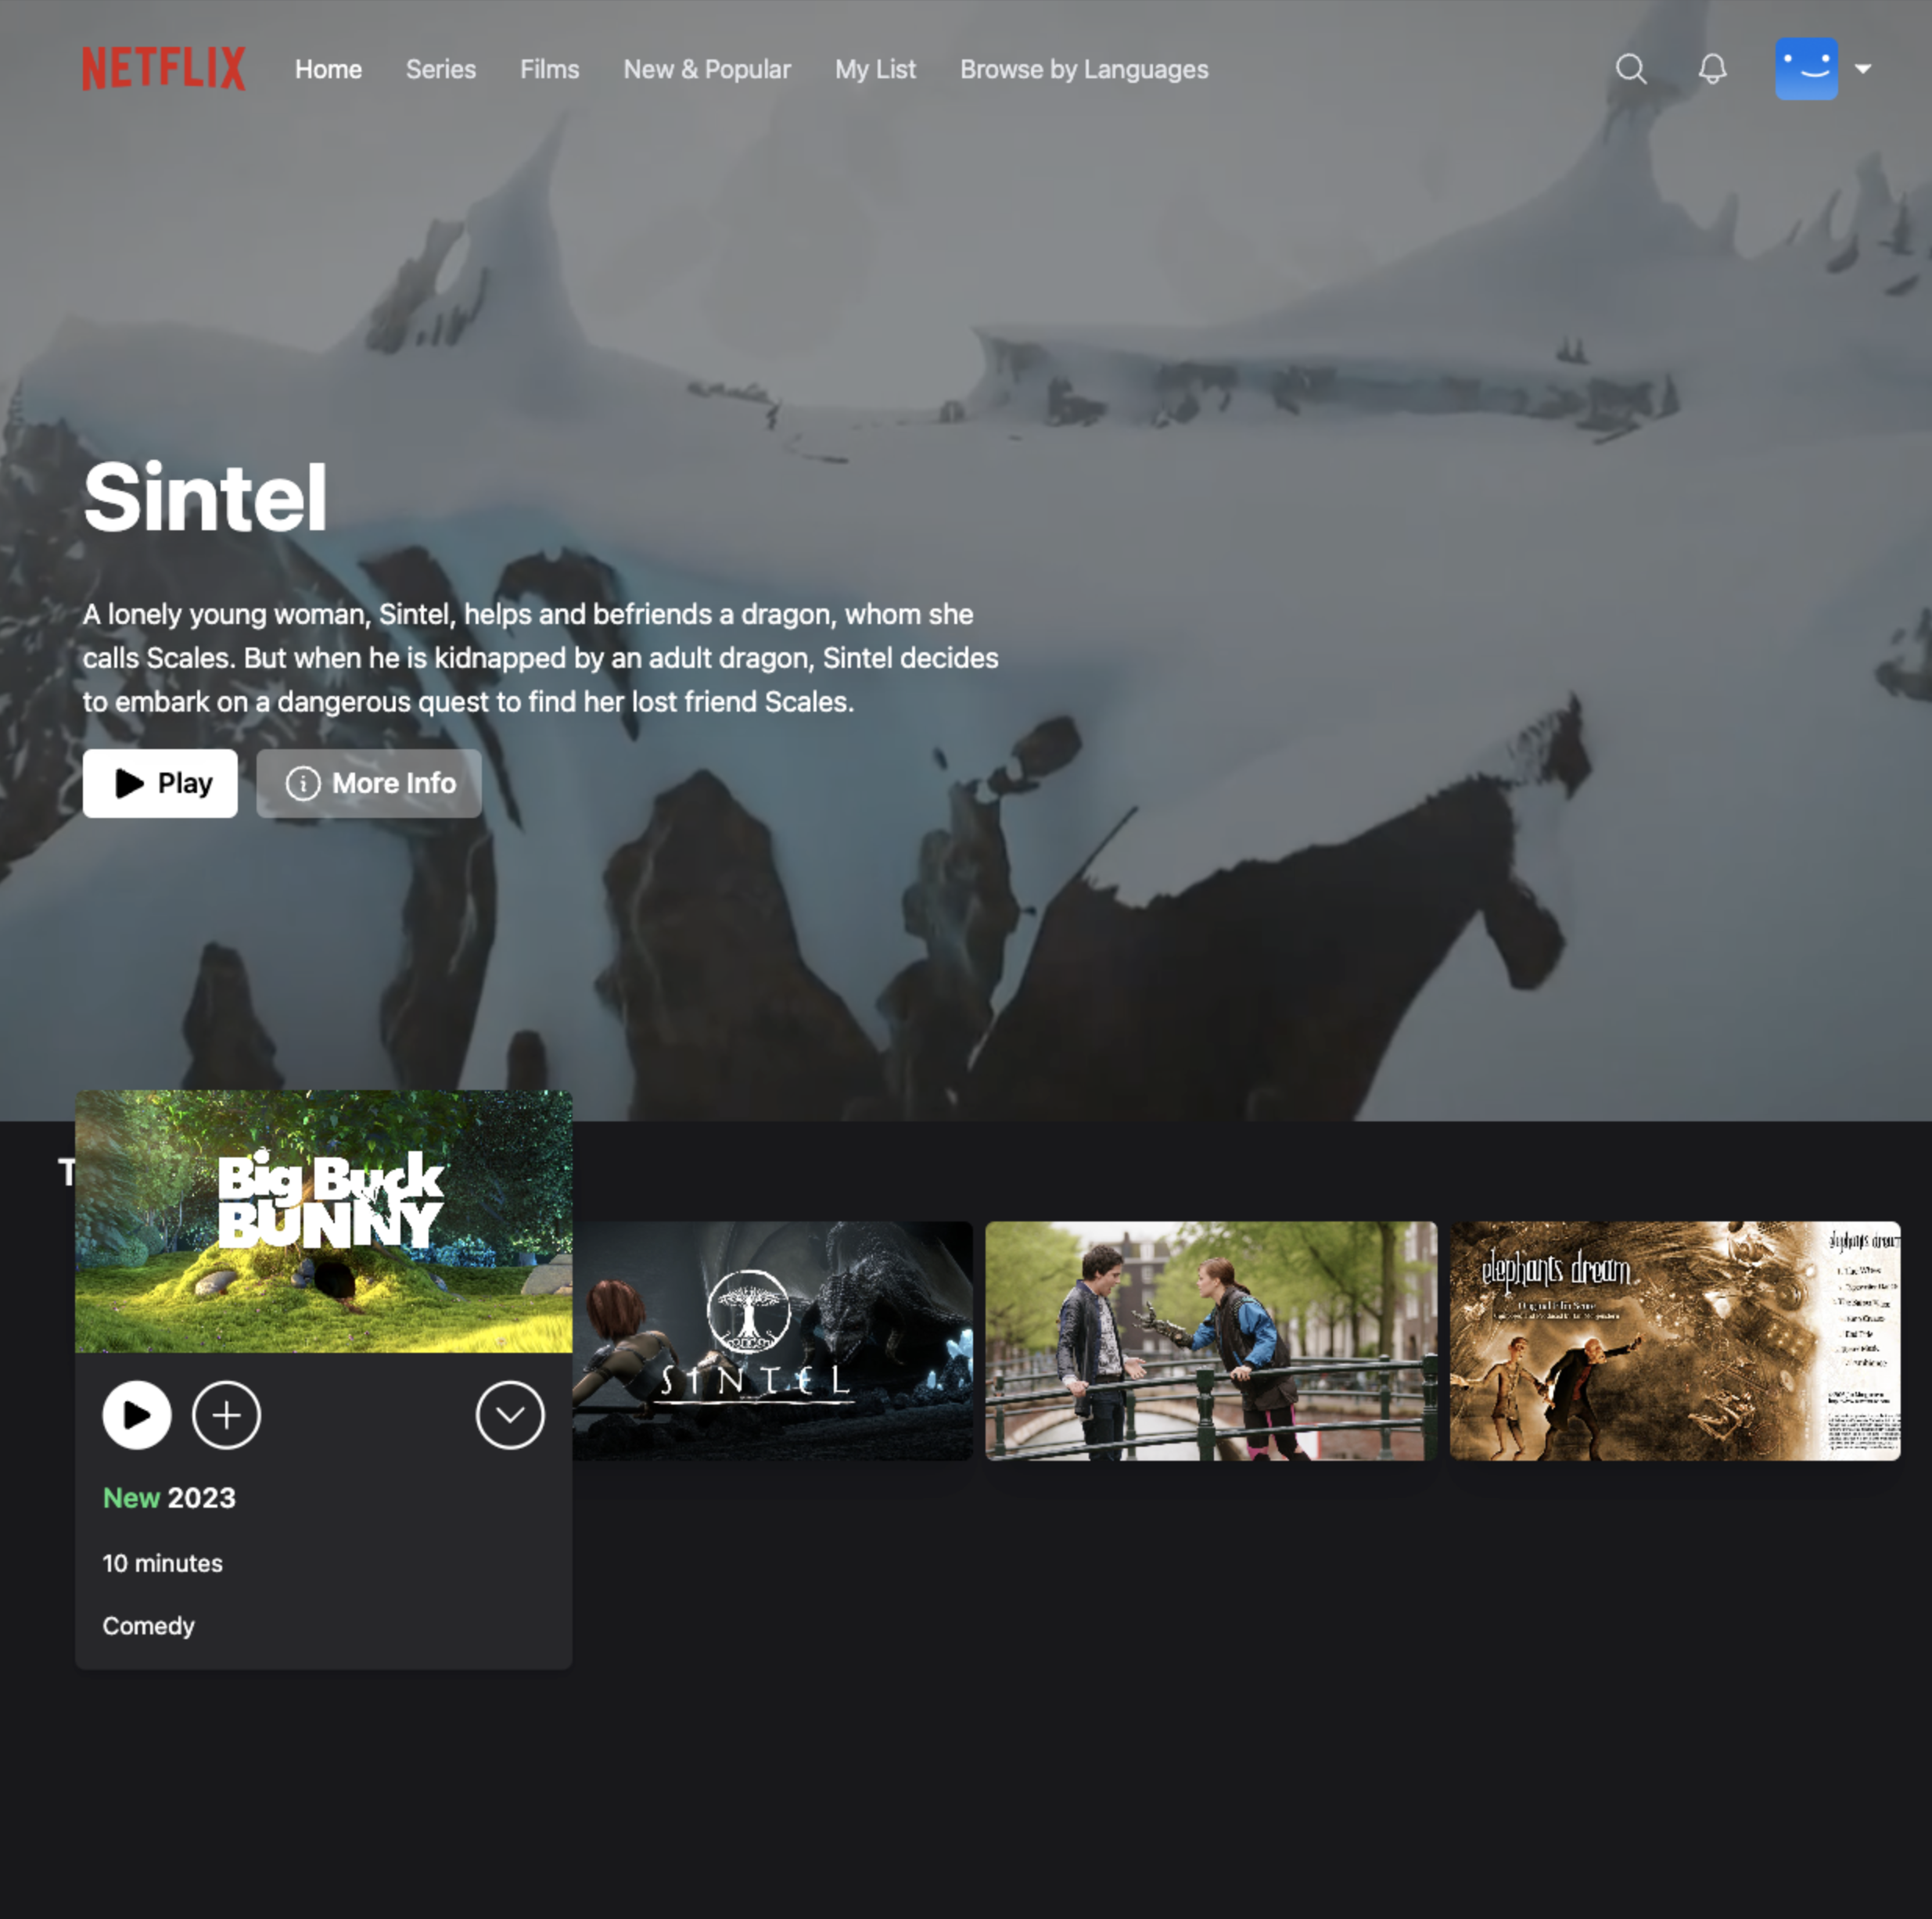 NETFLIX Home Series Films New & Popular My List Browse by Languages
Sintel
A lonely young woman, Sintel, helps and befriends a dragon, whom she
calls Scales. But when he is kidnapped by an adult dragon, Sintel decides
to embark on a dangerous quest to find her lost friend Scales.
Play More Info
T
Big Buck
BUNNY
SINTEL
elephants dream
elephants dream
New 2023
10 minutes
Comedy